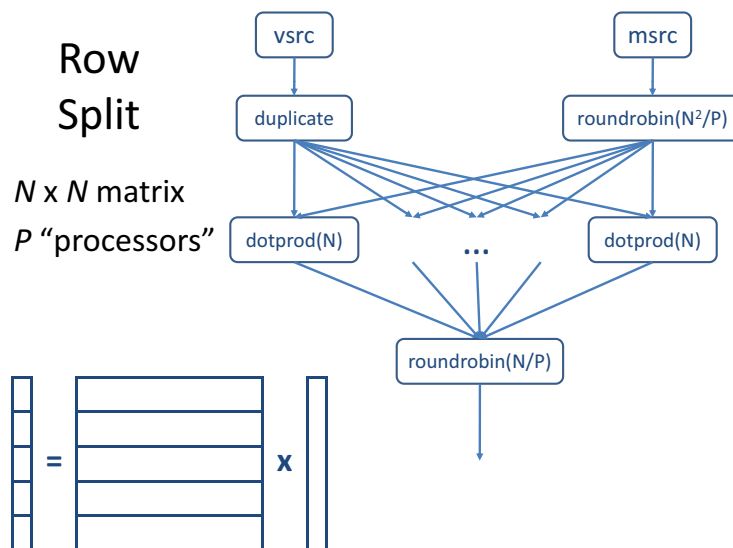 Row
Split
N x N matrix
P “processors”
vsrc
msrc
duplicate
roundrobin(N²/P)
dotprod(N)
...
dotprod(N)
roundrobin(N/P)
= x